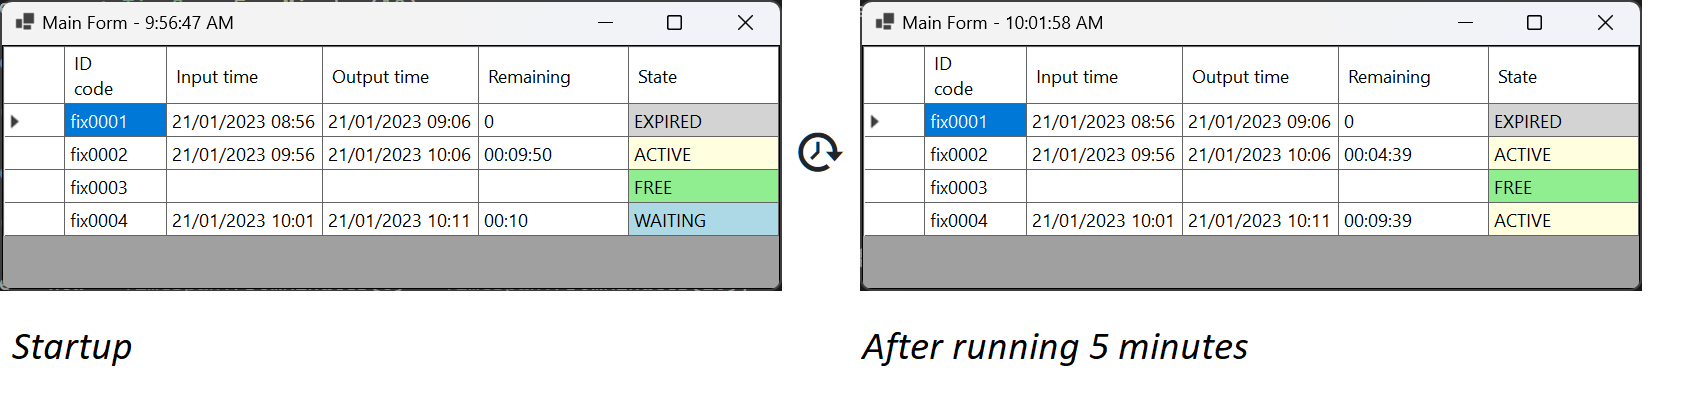 Main Form - 9:56:47 AM
ID code Input time Output time Remaining State
fix0001 21/01/2023 08:56 21/01/2023 09:06 0 EXPIRED
fix0002 21/01/2023 09:56 21/01/2023 10:06 00:09:50 ACTIVE
fix0003 FREE
fix0004 21/01/2023 10:01 21/01/2023 10:11 00:10 WAITING
Startup
Main Form - 10:01:58 AM
ID code Input time Output time Remaining State
fix0001 21/01/2023 08:56 21/01/2023 09:06 0 EXPIRED
fix0002 21/01/2023 09:56 21/01/2023 10:06 00:04:39 ACTIVE
fix0003 FREE
fix0004 21/01/2023 10:01 21/01/2023 10:11 00:09:39 ACTIVE
After running 5 minutes